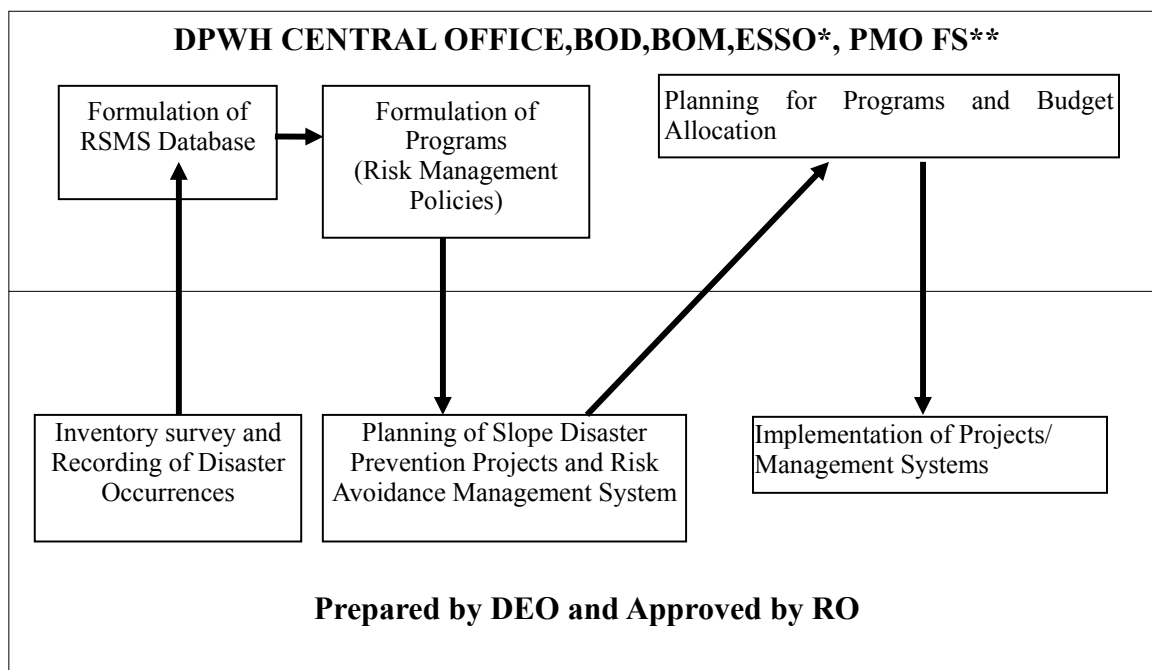 DPWH CENTRAL OFFICE,BOD,BOM,ESSO*, PMO FS**
Formulation of
RSMS Database
Formulation of
Programs
(Risk Management
Policies)
Planning for Programs and Budget
Allocation
Inventory survey and
Recording of Disaster
Occurrences
Planning of Slope Disaster
Prevention Projects and Risk
Avoidance Management System
Implementation of Projects/
Management Systems
Prepared by DEO and Approved by RO